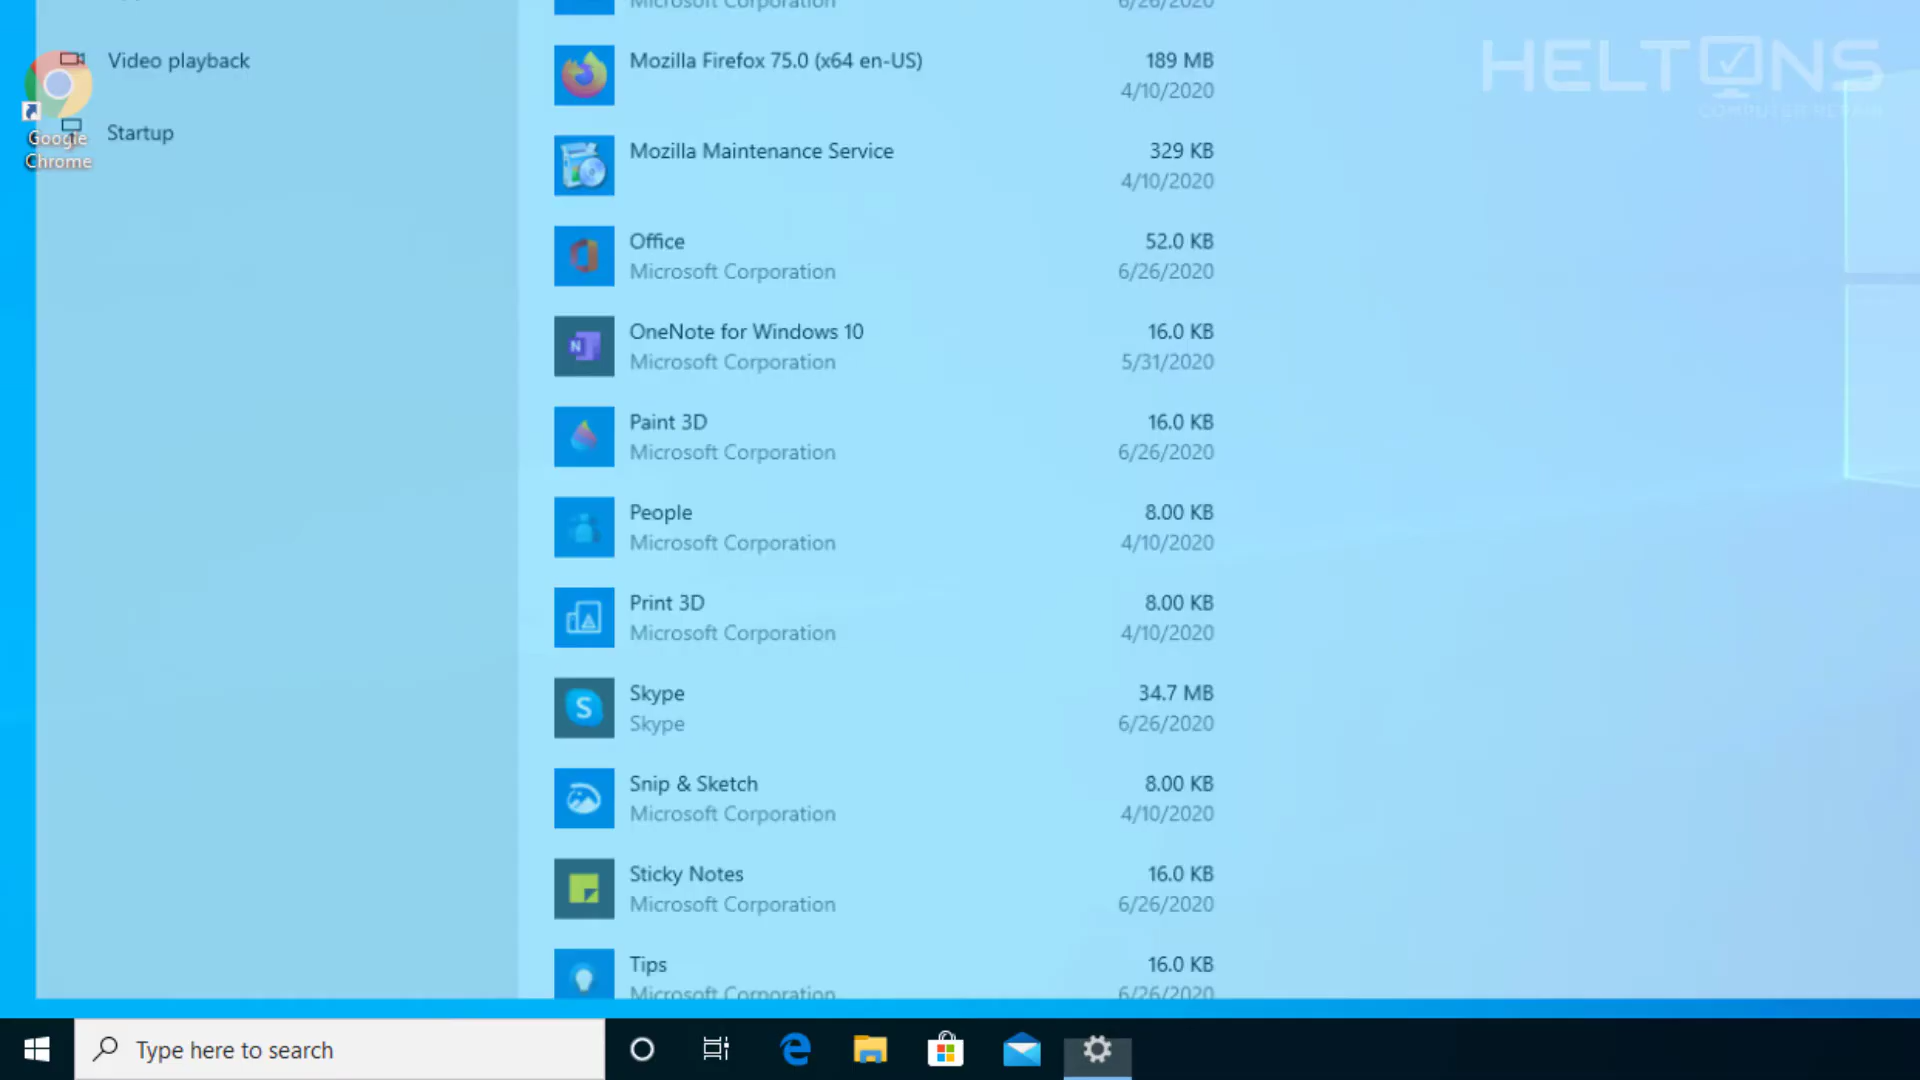 Microsoft Corporation
6/26/2020
Video playback
Startup
Google
Chrome
Mozilla Firefox 75.0 (x64 en-US)
189 MB
4/10/2020
Mozilla Maintenance Service
329 KB
4/10/2020
Office
52.0 KB
Microsoft Corporation
6/26/2020
OneNote for Windows 10
16.0 KB
Microsoft Corporation
5/31/2020
Paint 3D
16.0 KB
Microsoft Corporation
6/26/2020
People
8.00 KB
Microsoft Corporation
4/10/2020
Print 3D
8.00 KB
Microsoft Corporation
4/10/2020
Skype
34.7 MB
Skype
6/26/2020
Snip & Sketch
8.00 KB
Microsoft Corporation
4/10/2020
Sticky Notes
16.0 KB
Microsoft Corporation
6/26/2020
Tips
16.0 KB
Microsoft Corporation
6/26/2020
HELTONS
COMPUTER REPAIR
Type here to search